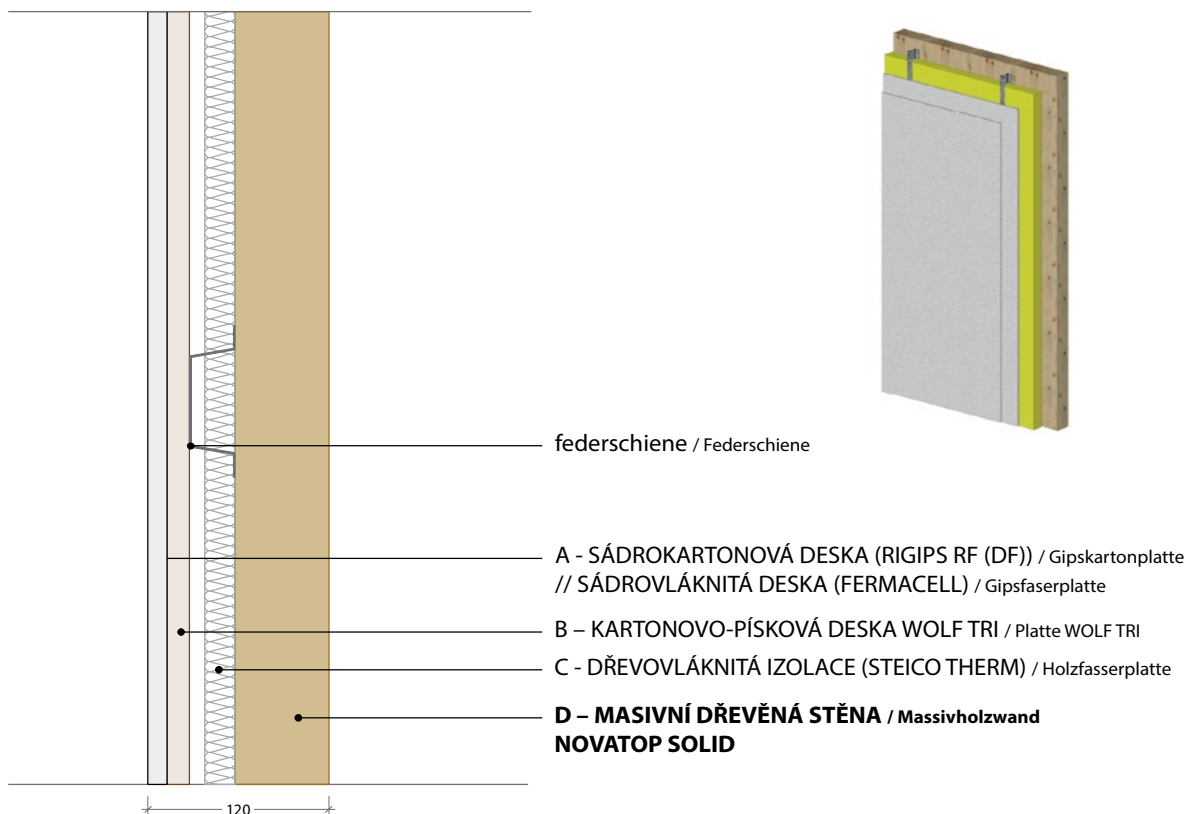 federschiene / Federschiene
A - SÁDROKARTONOVÁ DESKA (RIGIPS RF (DF)) / Gipskartonplatte
// SÁDROVLÁKNITÁ DESKA (FERMACELL) / Gipsfaserplatte
B – KARTONOVO-PÍSKOVÁ DESKA WOLF TRI / Platte WOLF TRI
C - DŘEVOVLÁKNITÁ IZOLACE (STEICO THERM) / Holzfasserplatte
D – MASIVNÍ DŘEVĚNÁ STĚNA / Massivholzwand
NOVATOP SOLID
120